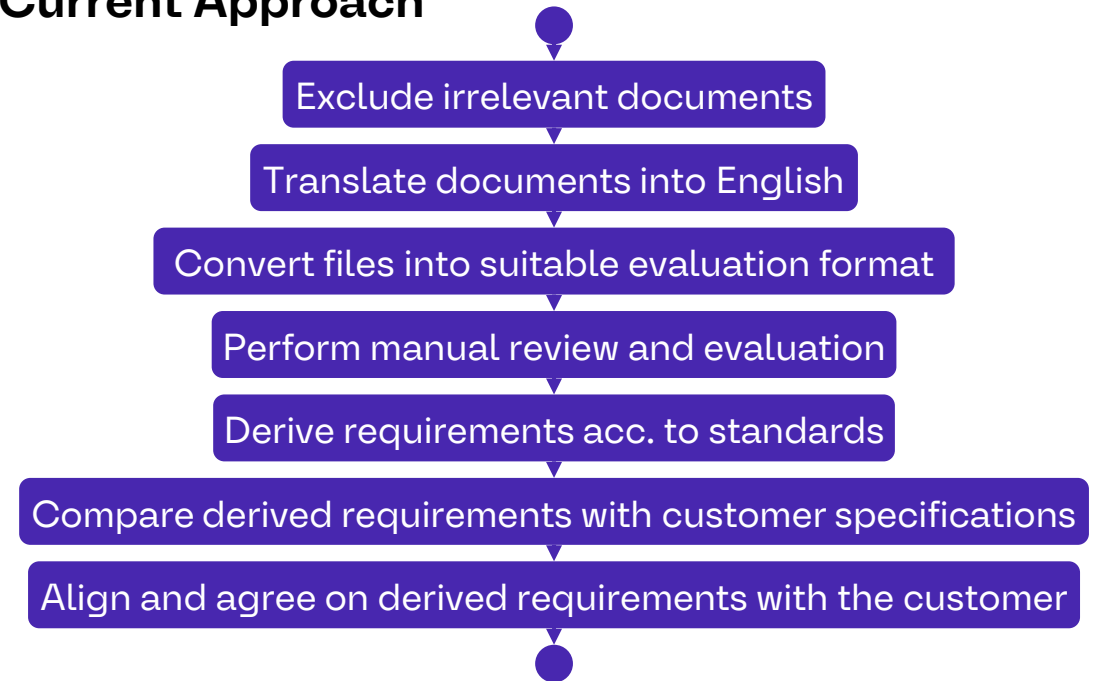 Current Approach
Exclude irrelevant documents
Translate documents into English
Convert files into suitable evaluation format
Perform manual review and evaluation
Derive requirements acc. to standards
Compare derived requirements with customer specifications
Align and agree on derived requirements with the customer